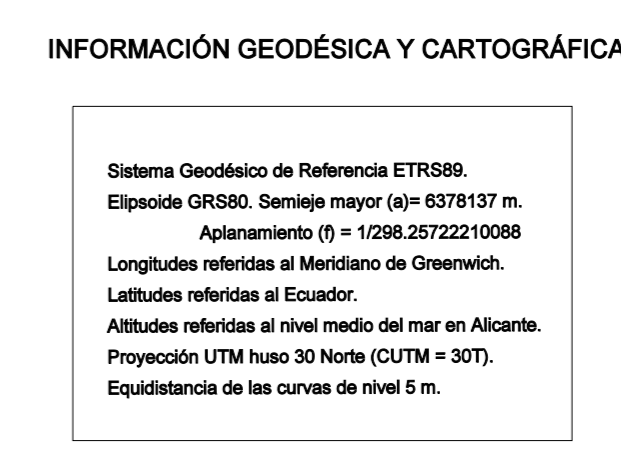 INFORMACIÓN GEODÉSICA Y CARTOGRÁFICA
Sistema Geodésico de Referencia ETRS89.
Elipsoide GRS80. Semieje mayor (a)= 6378137 m.
Aplanamiento (f) = 1/298.25722210088
Longitudes referidas al Meridiano de Greenwich.
Latitudes referidas al Ecuador.
Altitudes referidas al nivel medio del mar en Alicante.
Proyección UTM huso 30 Norte (CUTM = 30T).
Equidistancia de las curvas de nivel 5 m.